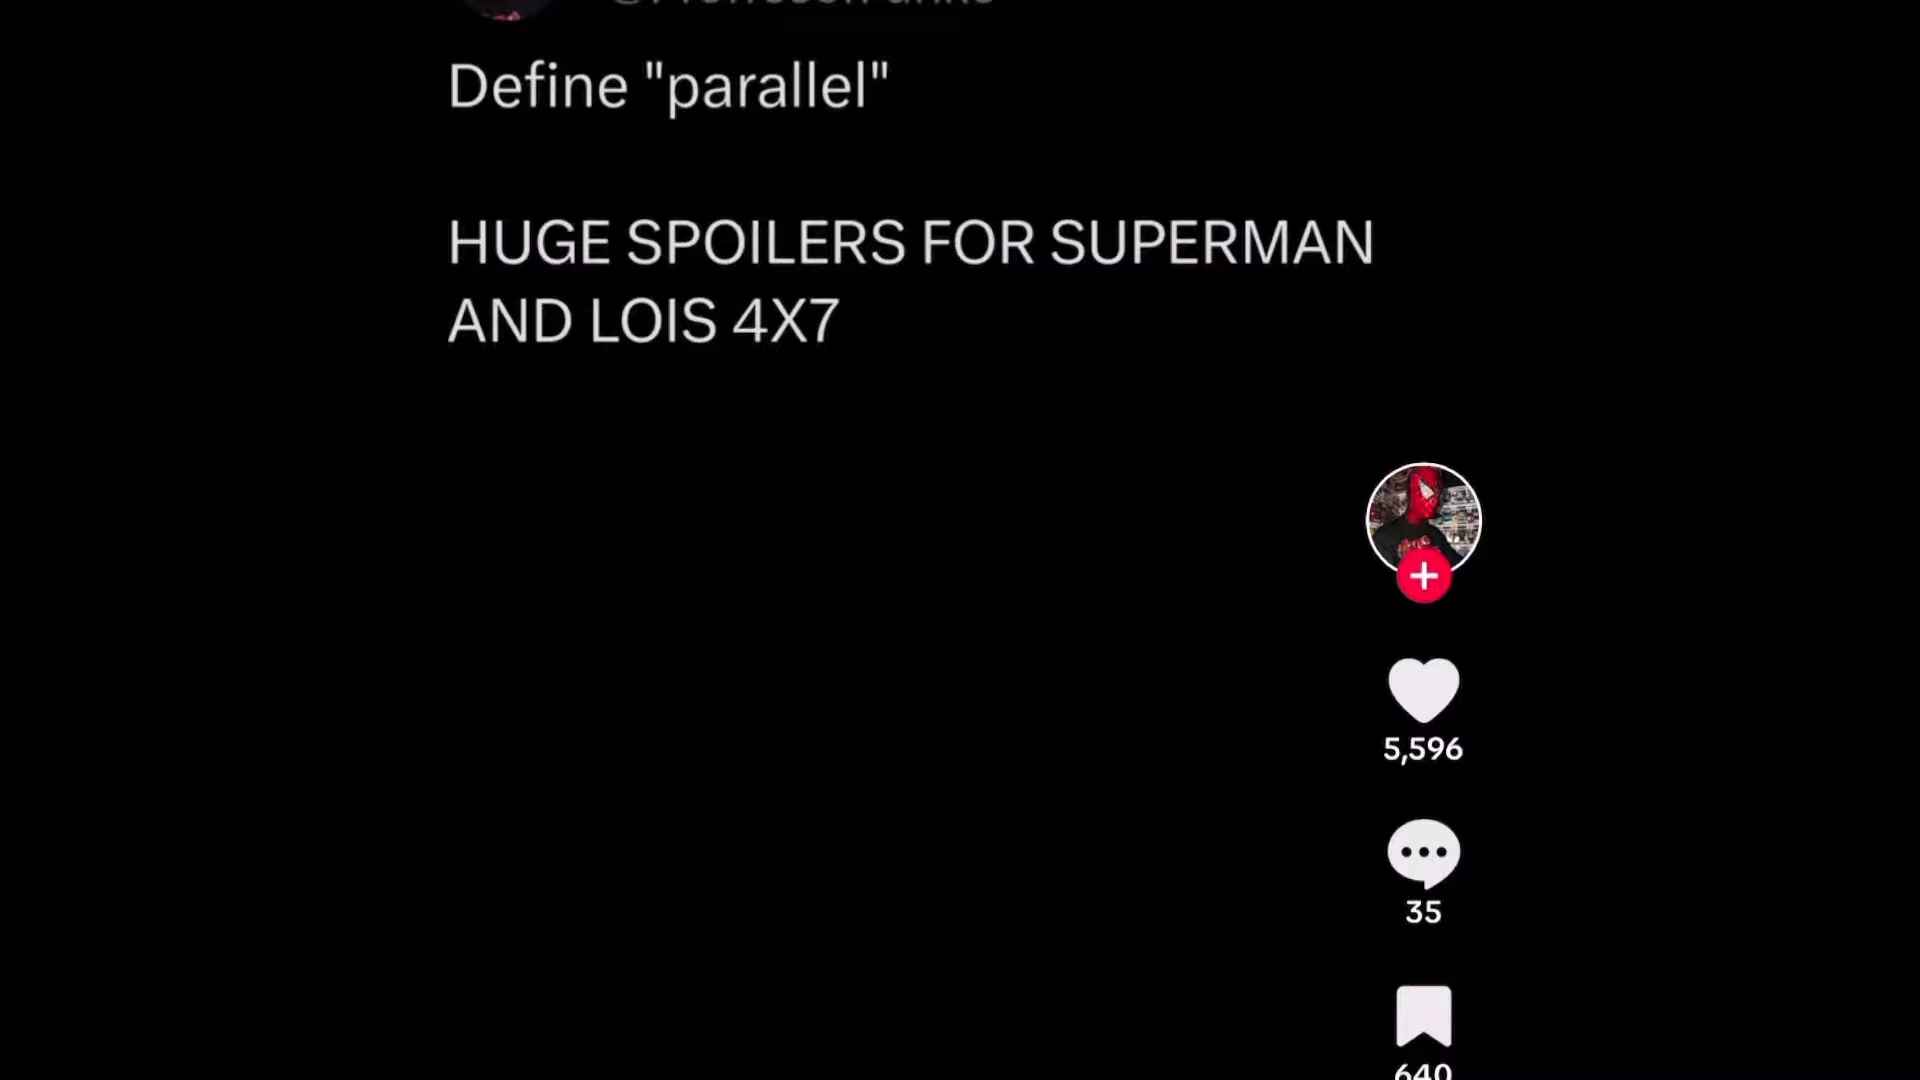 Define "parallel"
HUGE SPOILERS FOR SUPERMAN
AND LOIS 4X7
5,596
35
640